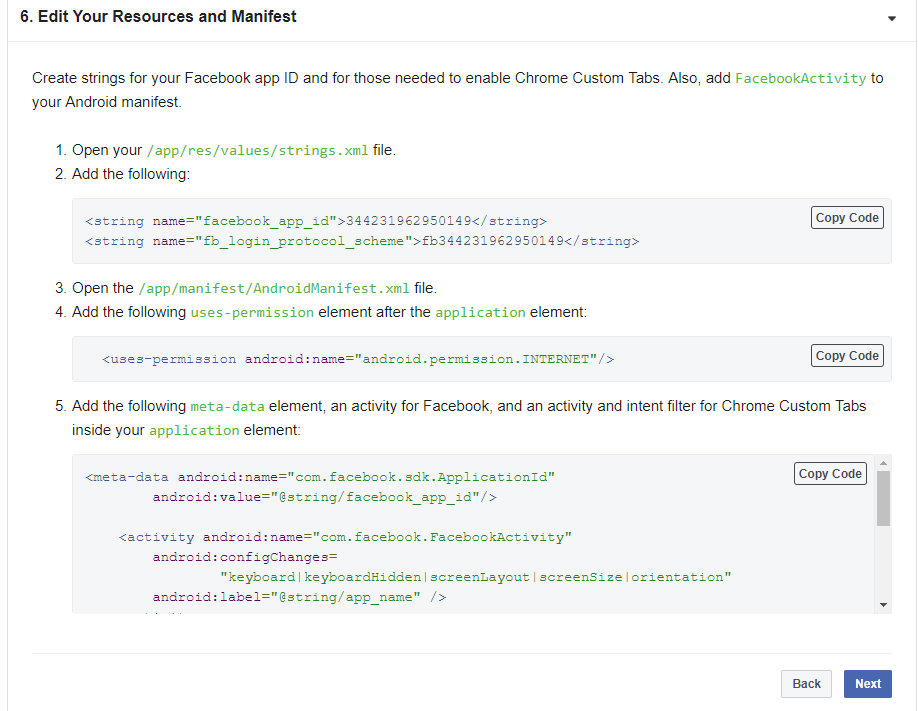 6. Edit Your Resources and Manifest
Create strings for your Facebook app ID and for those needed to enable Chrome Custom Tabs. Also, add FacebookActivity to
your Android manifest.
1. Open your /app/res/values/strings.xml file.
2. Add the following:
Copy Code
<string name="facebook_app_id">344231962950149</string>
<string name="fb_login_protocol_scheme">fb344231962950149</string>
3. Open the /app/manifest/AndroidManifest.xml file.
4. Add the following uses-permission element after the application element:
Copy Code
<uses-permission android:name="android.permission.INTERNET"/>
5. Add the following meta-data element, an activity for Facebook, and an activity and intent filter for Chrome Custom Tabs
inside your application element:
Copy Code
<meta-data android:name="com.facebook.sdk.ApplicationId"
android:value="@string/facebook_app_id"/>
<activity android:name="com.facebook.FacebookActivity"
android:configChanges=
"keyboard|keyboardHidden|screenLayout|screenSize|orientation"
android:label="@string/app_name" />
Back
Next